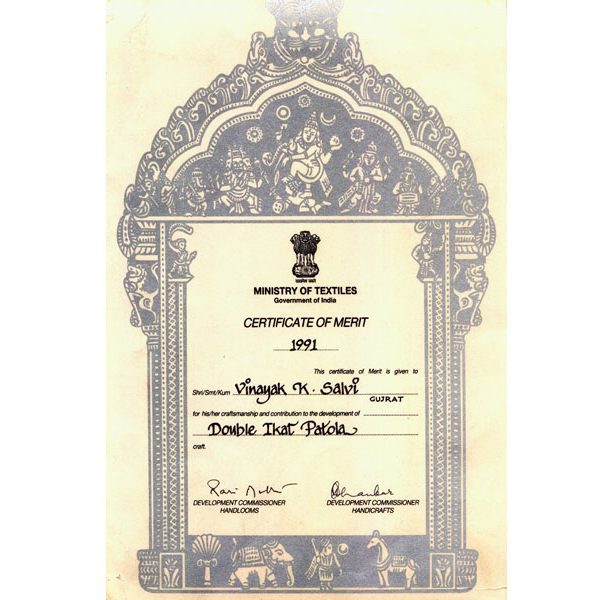 सत्यमेव जयते
MINISTRY OF TEXTILES
Government of India
CERTIFICATE OF MERIT
1991
This certificate of Merit is given to
Shri/Smt/Kum Vinayak K. Salvi
GUJRAT
for his/her craftsmanship and contribution to the development of
Double Ikat Patola
craft.
DEVELOPMENT COMMISSIONER
HANDLOOMS
DEVELOPMENT COMMISSIONER
HANDICRAFTS